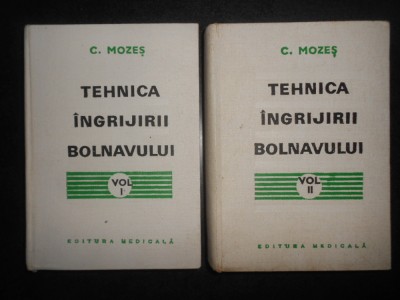 C. MOZEȘ
TEHNICA
ÎNGRIJIRII
BOLNAVULUI
VOL
I
EDITURA MEDICALĂ
C. MOZEȘ
TEHNICA
ÎNGRIJIRII
BOLNAVULUI
VOL
II
EDITURA MEDICALĂ